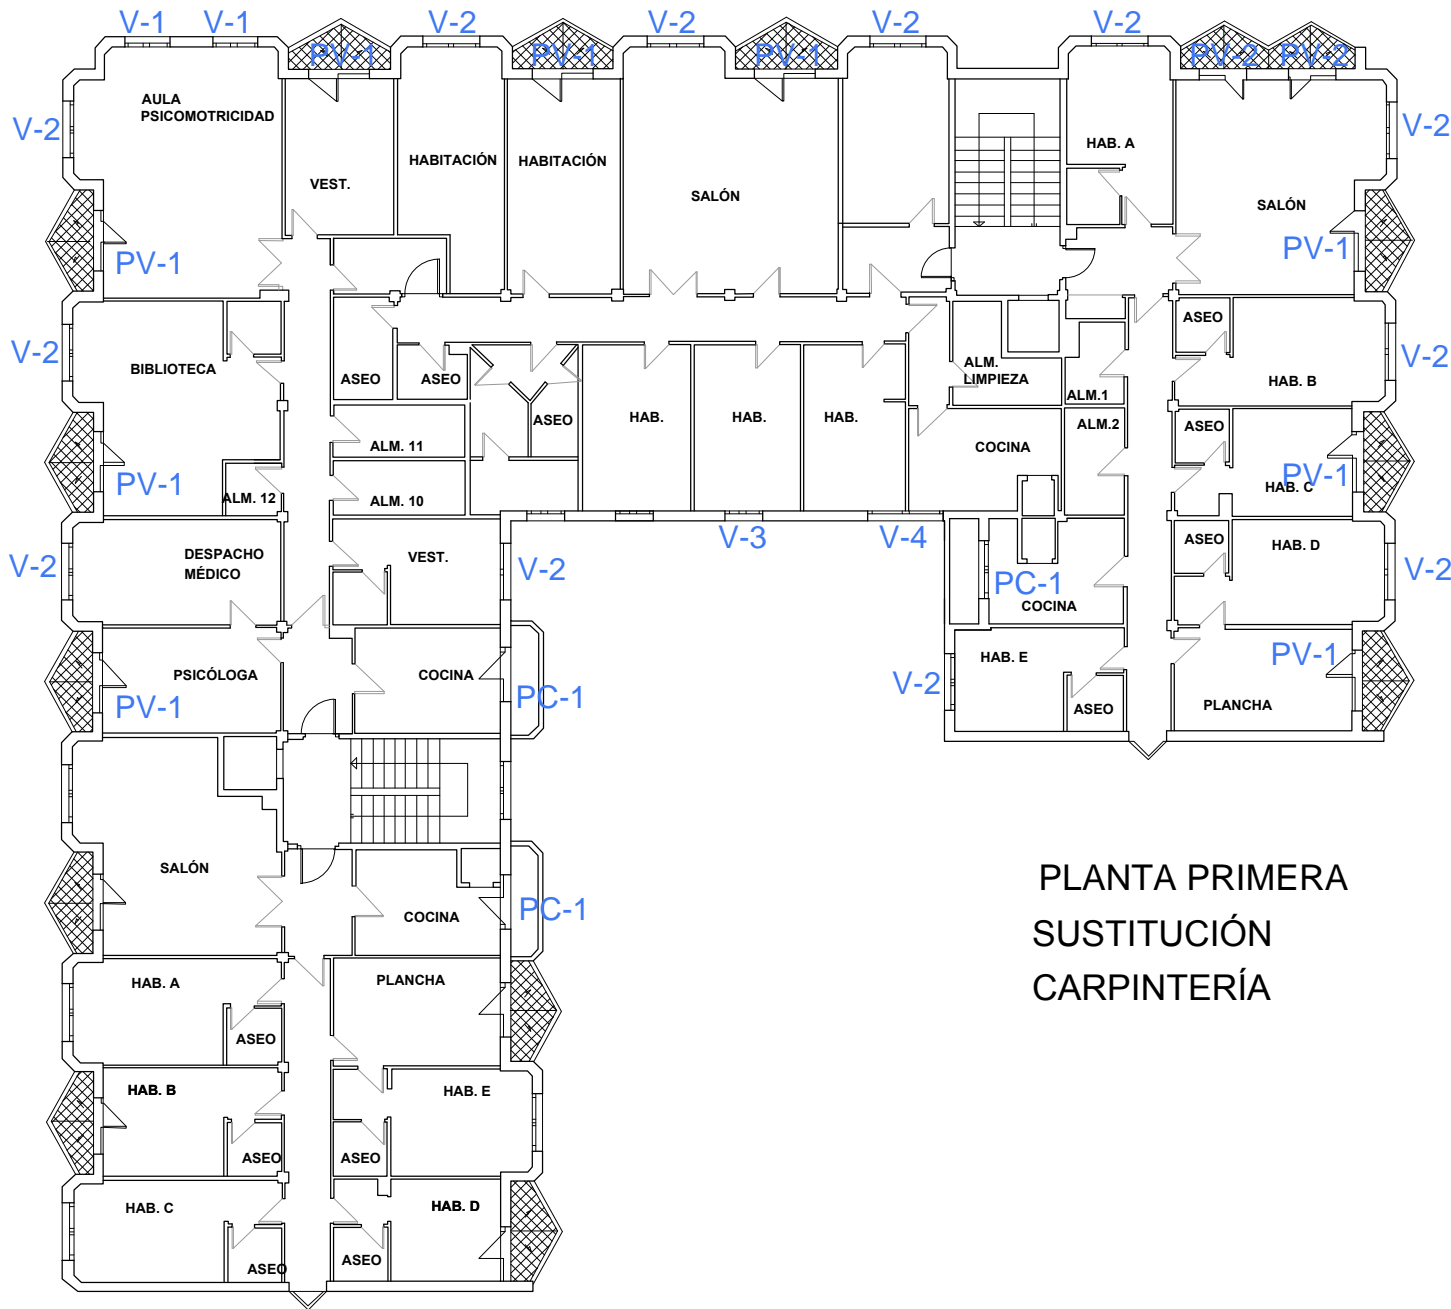 V-1
V-1
V-2
V-2
V-2
V-2
PV-1
PV-1
PV-1
PV-2
PV-2
AULA
PSICOMOTRICIDAD
V-2
V-2
HAB. A
HABITACIÓN
HABITACIÓN
VEST.
SALÓN
SALÓN
PV-1
PV-1
ASEO
V-2
BIBLIOTECA
ASEO
ASEO
ALM.
LIMPIEZA
ALM.1
HAB. B
V-2
ASEO
HAB.
HAB.
HAB.
ALM.2
ASEO
ALM. 11
COCINA
PV-1
ALM. 12
ALM. 10
HAB. C
PV-1
V-3
V-4
ASEO
HAB. D
DESPACHO
MÉDICO
VEST.
V-2
V-2
V-2
PC-1
COCINA
PSICÓLOGA
COCINA
HAB. E
PV-1
PV-1
PC-1
V-2
ASEO
PLANCHA
SALÓN
PLANTA PRIMERA
COCINA
PC-1
SUSTITUCIÓN
HAB. A
PLANCHA
CARPINTERÍA
ASEO
HAB. B
HAB. E
ASEO
ASEO
HAB. C
HAB. D
ASEO
ASEO